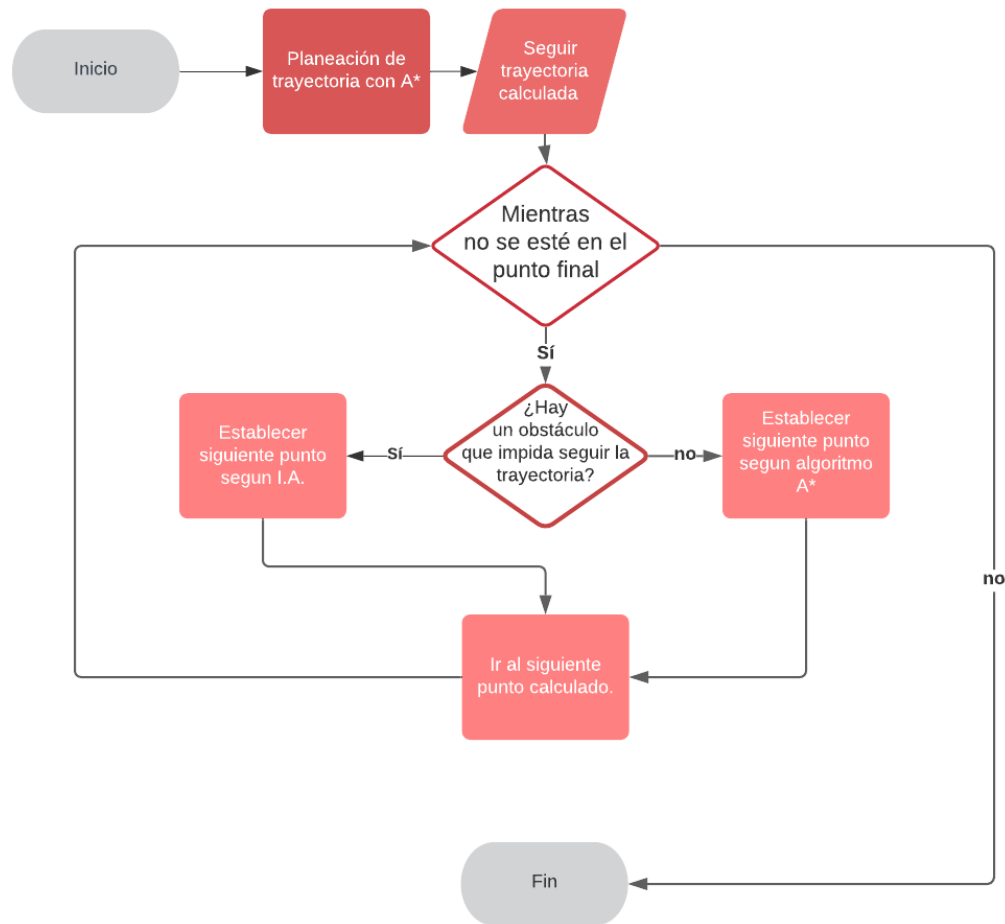 Inicio
Planeación de
trayectoria con A*
Seguir
trayectoria
calculada
Mientras
no se esté en el
punto final
Sí
¿Hay
un obstáculo
que impida seguir la
trayectoria?
Sí
no
Establecer
siguiente punto
segun I.A.
Establecer
siguiente punto
segun algoritmo
A*
no
Ir al siguiente
punto calculado.
Fin